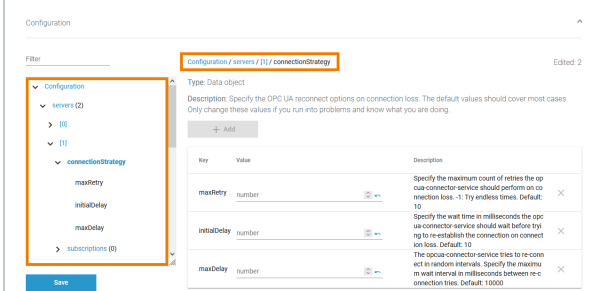 Configuration
Filter
Configuration / servers / [1] / connectionStrategy
Edited: 2
Configuration
servers (2)
[0]
[1]
connectionStrategy
maxRetry
initialDelay
maxDelay
subscriptions (0)
Save
Type: Data object
Description: Specify the OPC UA reconnect options on connection loss. The default values should cover most cases.
Only change these values if you run into problems and know what you are doing.
+ Add
Key Value Description
maxRetry number
Specify the maximum count of retries the op
cua-connector-service should perform on co
nnection loss. -1: Try endless times. Default:
10
initialDelay number
Specify the wait time in milliseconds the opc
ua-connector-service should wait before tryi
ng to re-establish the connection on connect
ion loss. Default: 10
maxDelay number
The opcua-connector-service tries to re-conn
ect in random intervals. Specify the maximu
m wait interval in milliseconds between re-c
onnection tries. Default: 10000